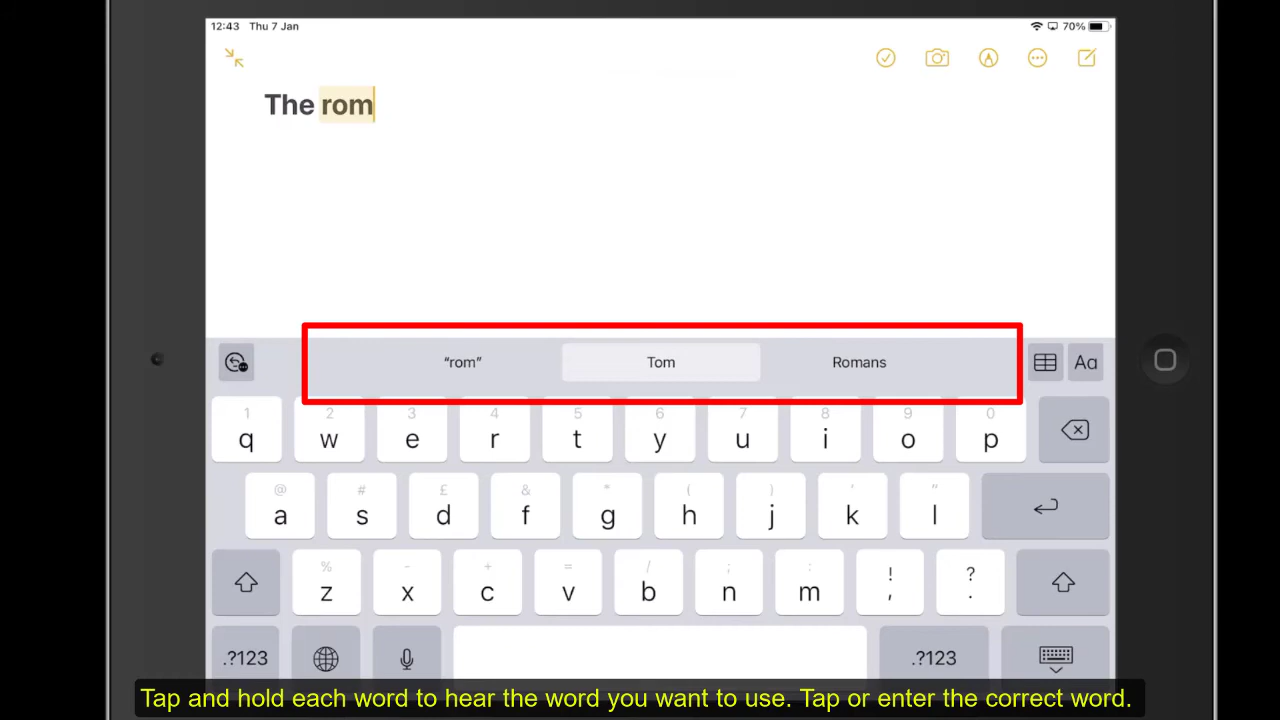 12:43 Thu 7 Jan 70%
The rom
“rom” Tom Romans Aa
1 2 3 4 5 6 7 8 9 0
q w e r t y u i o p
@ # £ & * ( ) ' "
a s d f g h j k l
% - + = / ; : ! ?
z x c v b n m , .
.?123 .?123
Tap and hold each word to hear the word you want to use. Tap or enter the correct word.